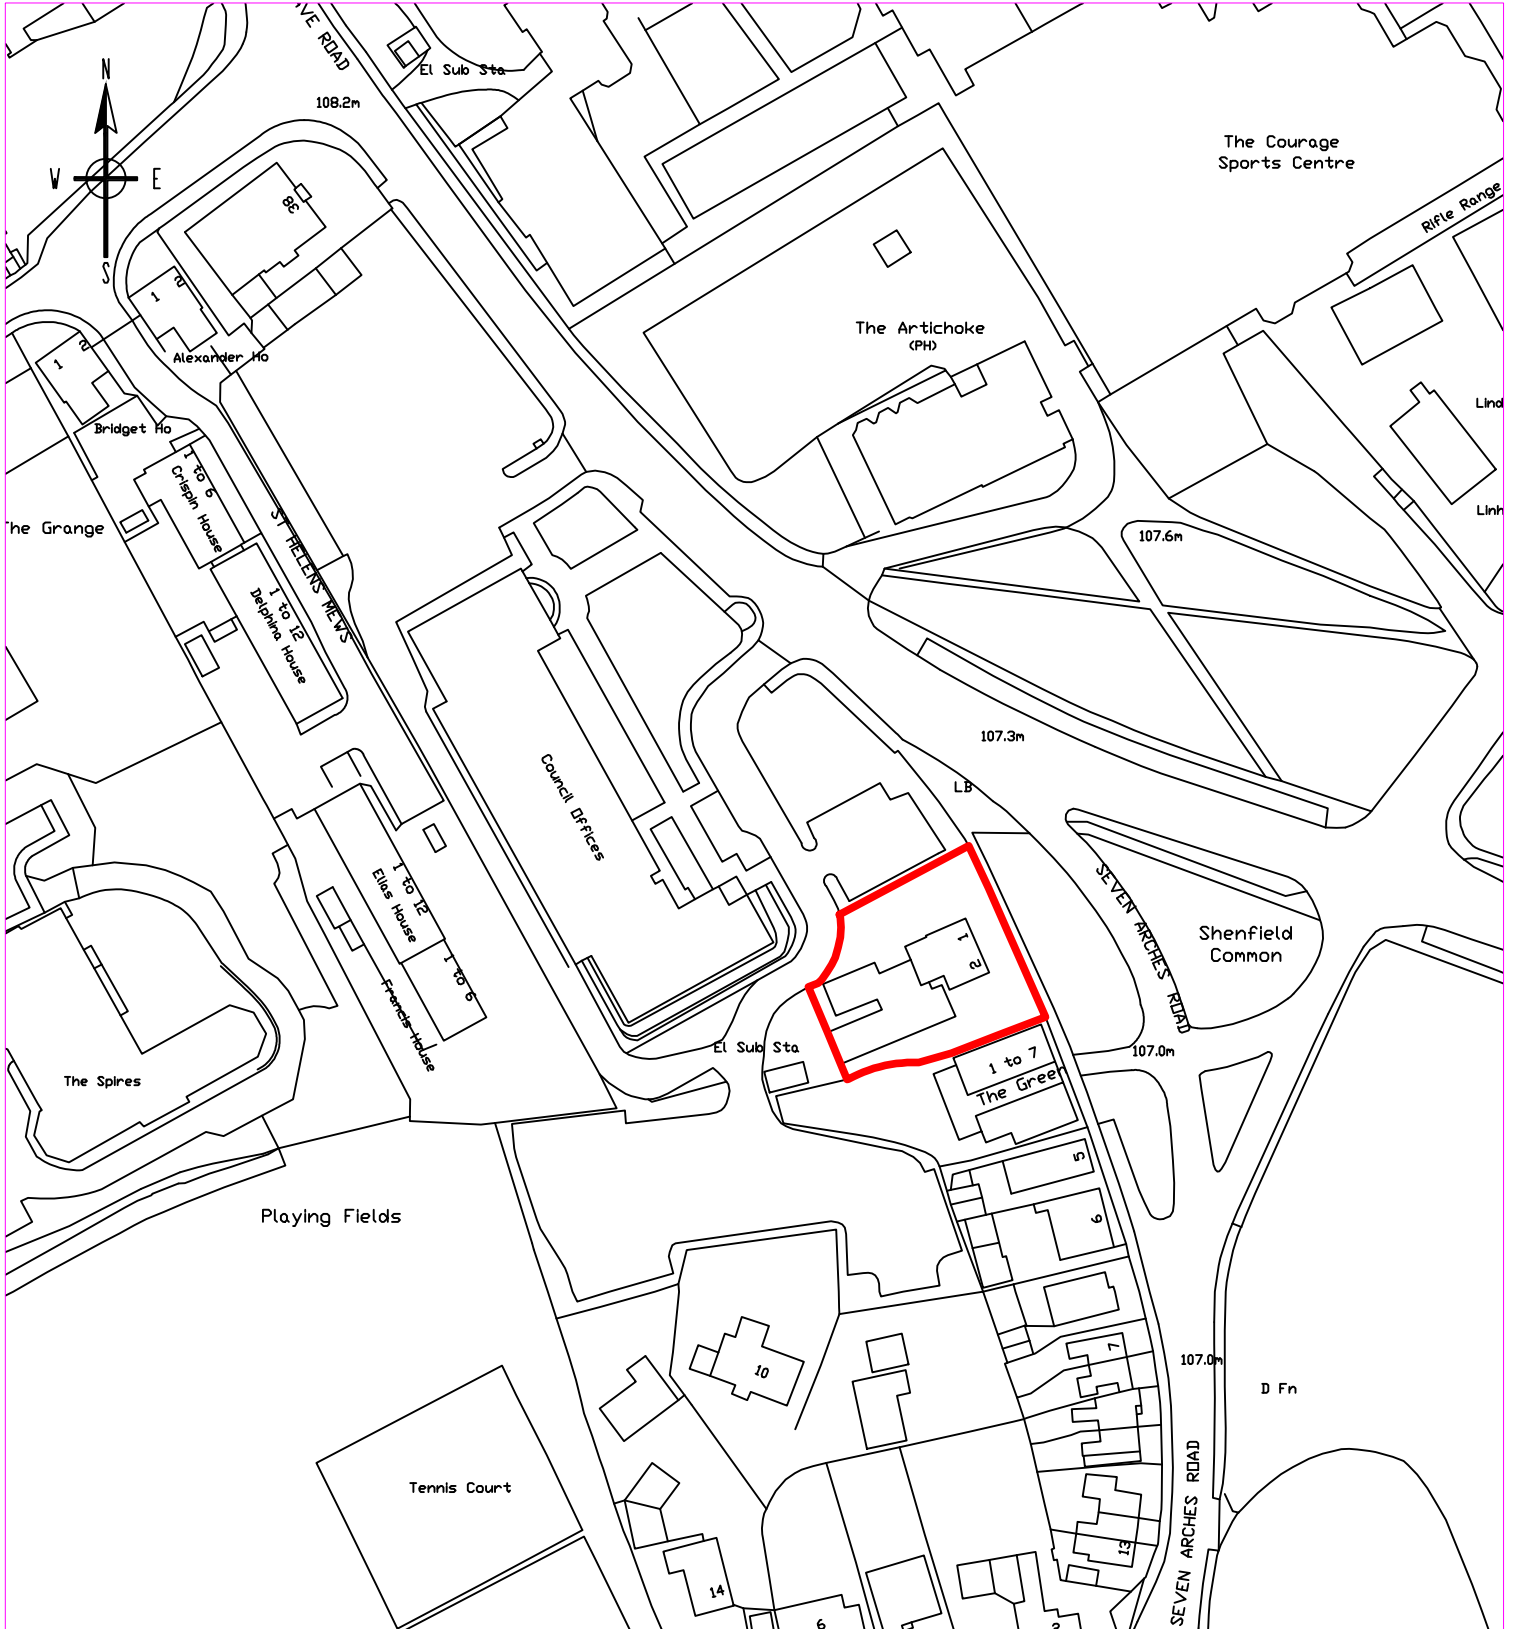 N
W
E
S
108.2m
El Sub Sta
ROAD
38
1
2
Alexander Ho
1
2
Bridget Ho
The Courage
Sports Centre
Rifle Range
The Artichoke
(PH)
1 to 6
Crispin House
he Grange
1 to 12
Delphina House
ST HELENS MEWS
107.6m
Council Offices
107.3m
LB
1 to 12
Elias House
1 to 6
Francis House
SEVEN ARCHES ROAD
Shenfield
Common
1
2
El Sub Sta
1 to 7
The Green
107.0m
The Spires
5
6
Playing Fields
7
107.0m
10
D Fn
Tennis Court
13
14
6
SEVEN ARCHES ROAD